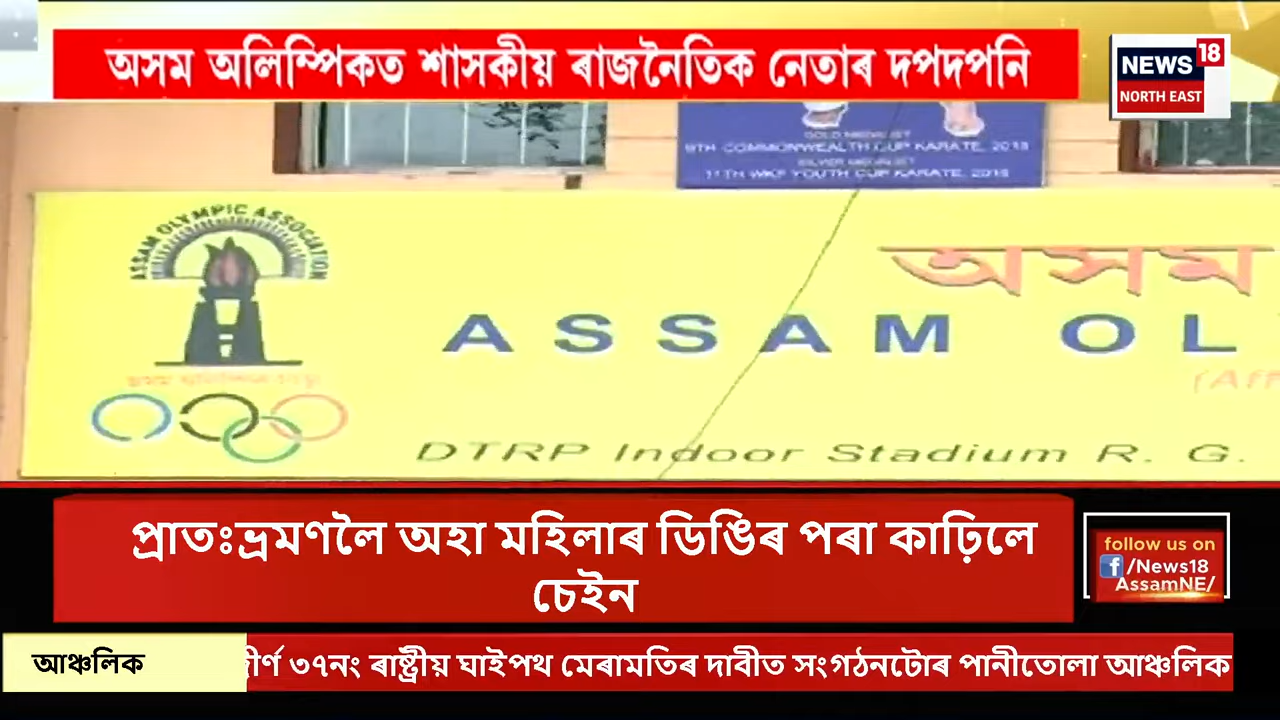 অসম অলিম্পিকত শাসকীয় ৰাজনৈতিক নেতাৰ দপদপনি
NEWS 18
NORTH EAST
GOLD MEDALIST
9TH COMMONWEALTH CUP KARATE, 2018
SILVER MEDALIST
11TH WKF YOUTH CUP KARATE, 2018
ASSAM OLYMPIC ASSOCIATION
অসম
ASSAM OL
DTRP Indoor Stadium R. G.
প্ৰাতঃভ্ৰমণলৈ অহা মহিলাৰ ডিঙিৰ পৰা কাঢ়িলে
চেইন
follow us on
/News18
AssamNE/
আঞ্চলিক
৩৭নং ৰাষ্ট্ৰীয় ঘাইপথ মেৰামতিৰ দাবীত সংগঠনটোৰ পানীতোলা আঞ্চলিক